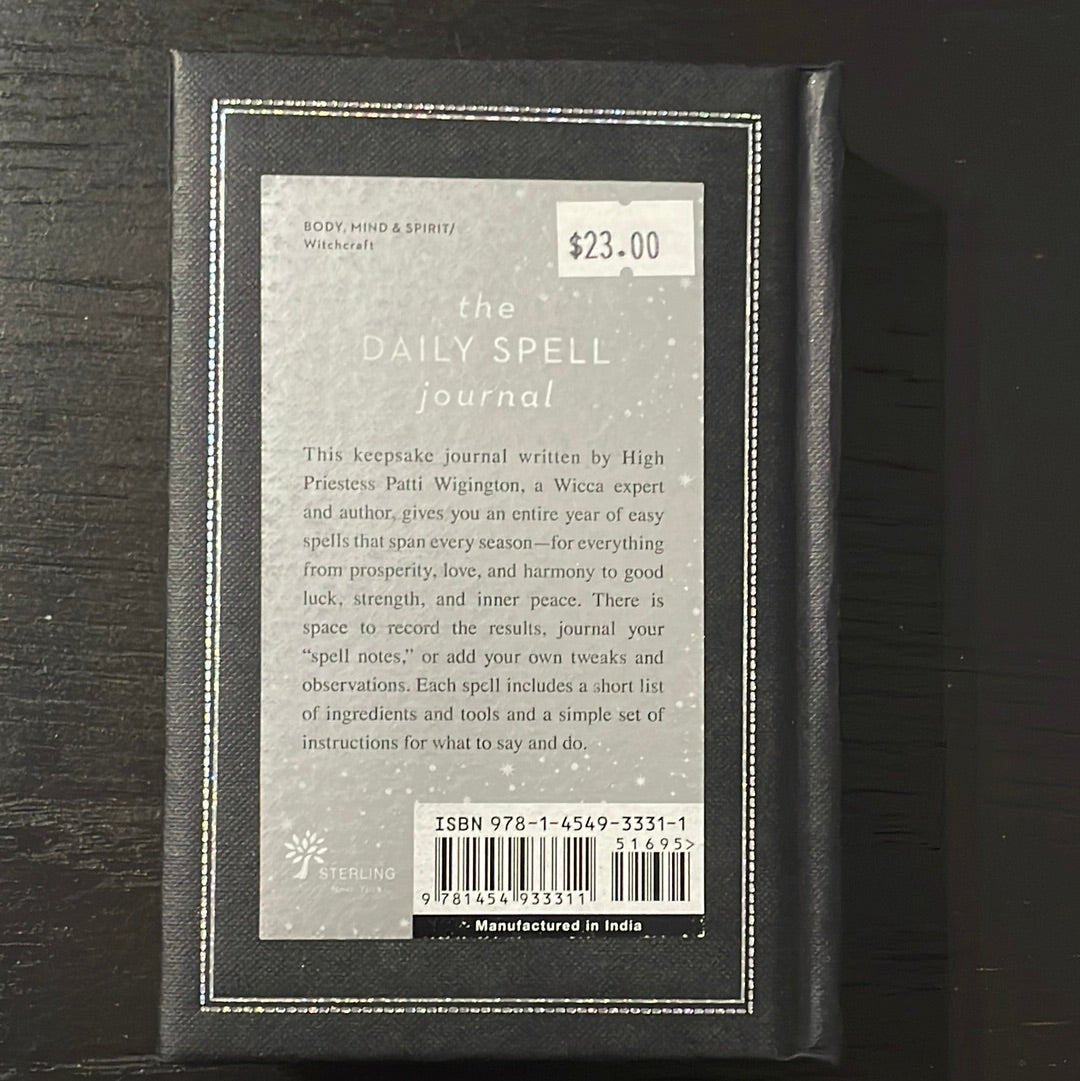 BODY, MIND & SPIRIT/
Witchcraft
$23.00
the
DAILY SPELL
journal
This keepsake journal written by High
Priestess Patti Wigington, a Wicca expert
and author, gives you an entire year of easy
spells that span every season—for everything
from prosperity, love, and harmony to good
luck, strength, and inner peace. There is
space to record the results, journal your
“spell notes,” or add your own tweaks and
observations. Each spell includes a short list
of ingredients and tools and a simple set of
instructions for what to say and do.
ISBN 978-1-4549-3331-1
51695>
STERLING
9 781454 933311
Manufactured in India